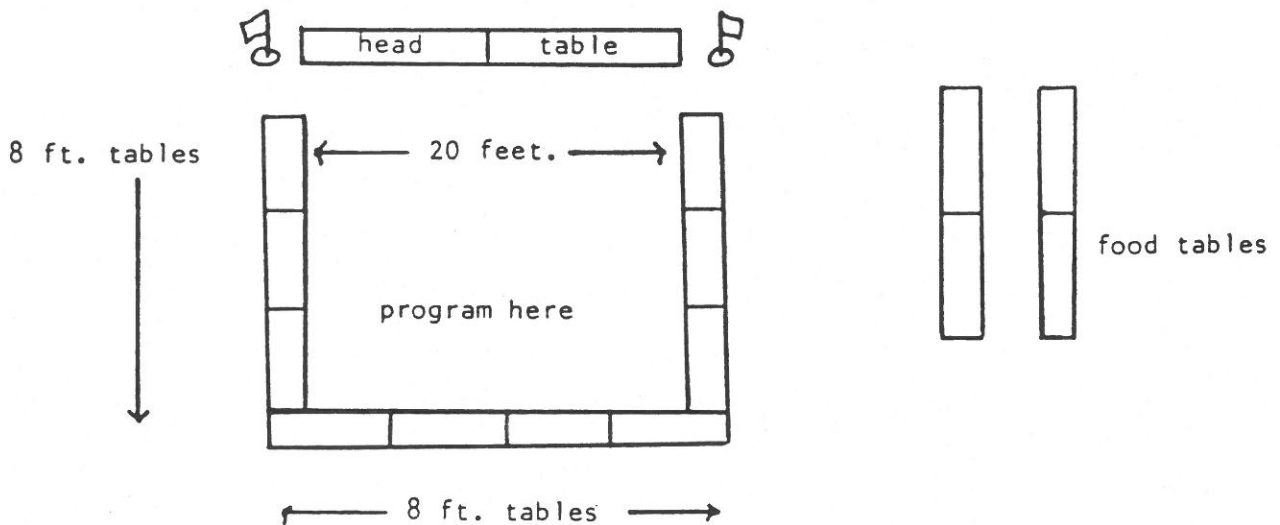 head table
8 ft. tables
20 feet.
food tables
program here
8 ft. tables